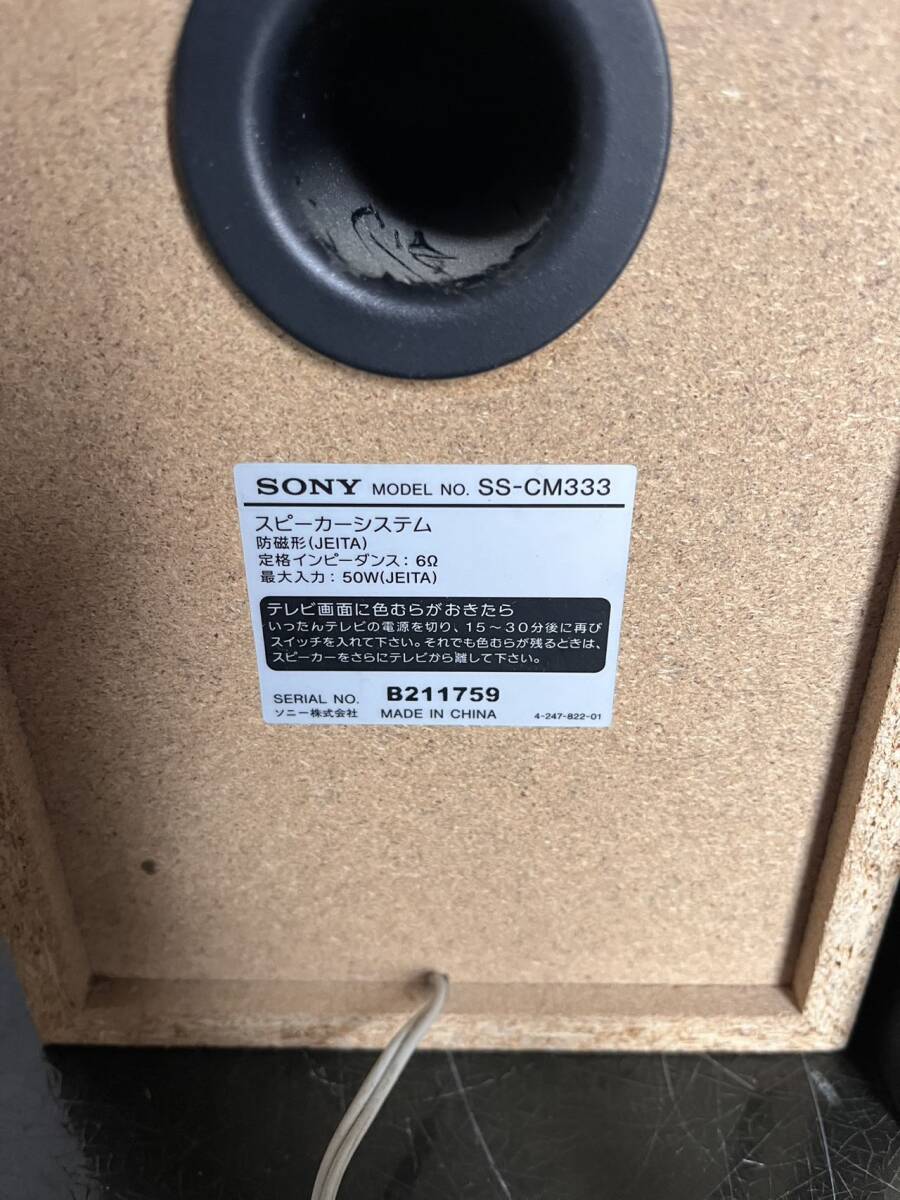 SONY MODEL NO. SS-CM333
スピーカーシステム
防磁形(JEITA)
定格インピーダンス：6Ω
最大入力：50W(JEITA)
テレビ画面に色むらがおきたら
いったんテレビの電源を切り、15～30分後に再び
スイッチを入れて下さい。それでも色むらが残るときは、
スピーカーをさらにテレビから離して下さい。
SERIAL NO. B211759
ソニー株式会社 MADE IN CHINA 4-247-822-01